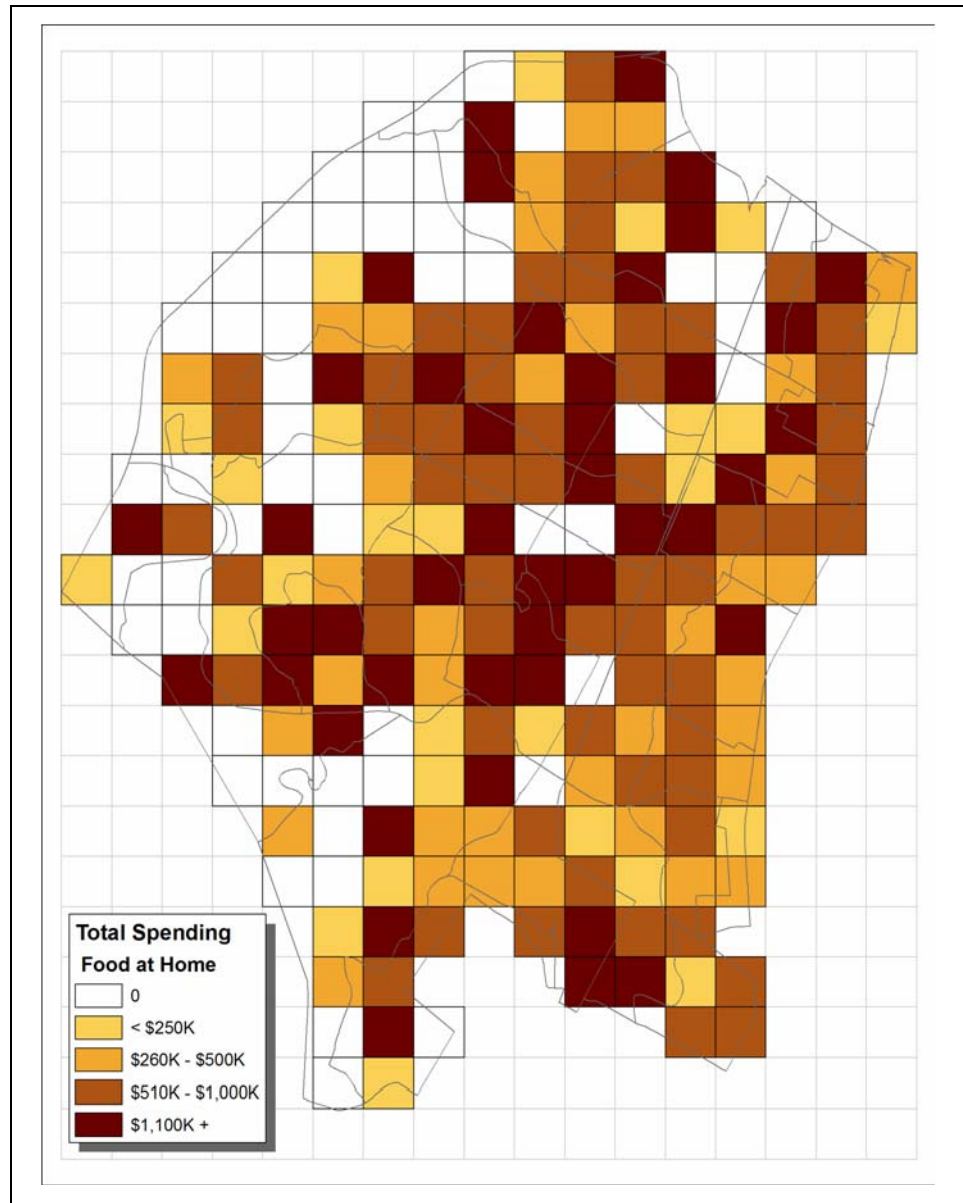 Total Spending
Food at Home
0
< $250K
$260K - $500K
$510K - $1,000K
$1,100K +